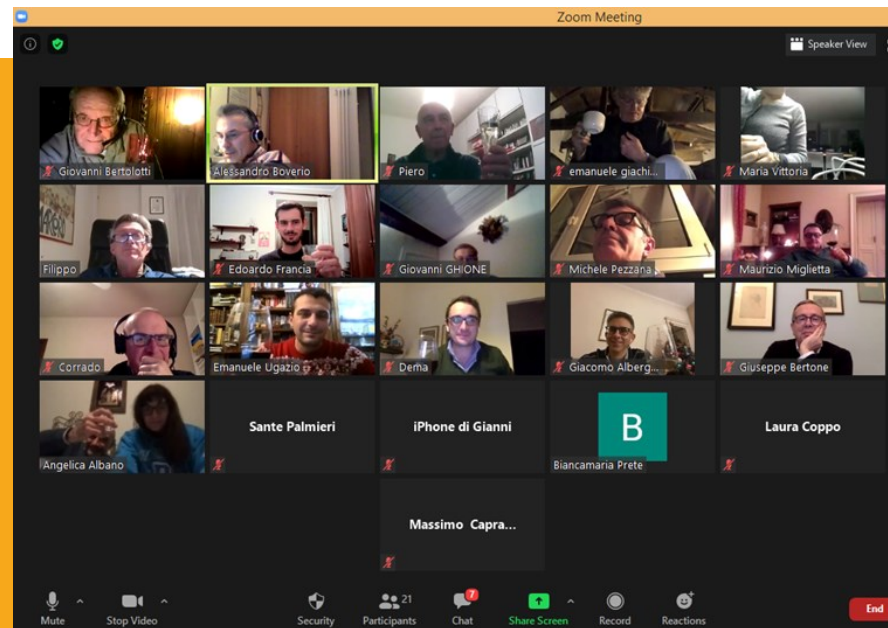 Zoom Meeting
Speaker View
Giovanni Bertolotti
Alessandro Boverio
Piero
emanuele giachi...
Maria Vittoria
Filippo
Edoardo Francia
Giovanni GHIONE
Michele Pezzana
Maurizio Miglietta
Corrado
Emanuele Ugazio
Dema
Giacomo Alberg...
Giuseppe Bertone
Angelica Albano
Sante Palmieri
iPhone di Gianni
B
Biancamaria Prete
Laura Coppo
Massimo Capra...
Mute
Stop Video
Security
21
Participants
7
Chat
Share Screen
Record
Reactions
End